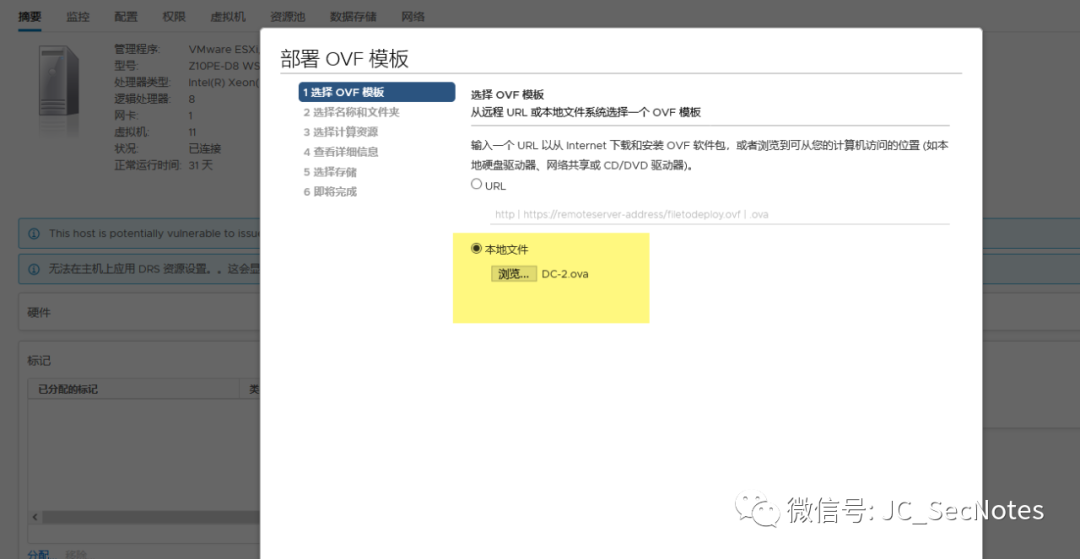 摘要 监控 配置 权限 虚拟机 资源池 数据存储 网络
管理程序: VMware ESXi,
型号: Z10PE-D8 WS
处理器类型: Intel(R) Xeon(
逻辑处理器: 8
网卡: 1
虚拟机: 11
状况: 已连接
正常运行时间: 31 天
This host is potentially vulnerable to issue
无法在主机上应用 DRS 资源设置。。这会显
硬件
标记
已分配的标记 类
分配... 移除
部署 OVF 模板
1 选择 OVF 模板
2 选择名称和文件夹
3 选择计算资源
4 查看详细信息
5 选择存储
6 即将完成
选择 OVF 模板
从远程 URL 或本地文件系统选择一个 OVF 模板
输入一个 URL 以从 Internet 下载和安装 OVF 软件包，或者浏览到可从您的计算机访问的位置 (如本
地硬盘驱动器、网络共享或 CD/DVD 驱动器)。
URL
http | https://remoteserver-address/filetodeploy.ovf | .ova
本地文件
浏览... DC-2.ova
微信号: JC_SecNotes